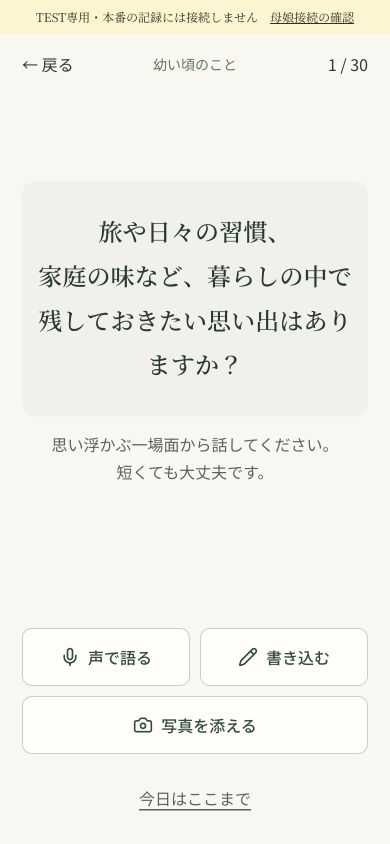 TEST専用・本番の記録には接続しません 母娘接続の確認
← 戻る 幼い頃のこと 1 / 30
旅や日々の習慣、
家庭の味など、暮らしの中で
残しておきたい思い出はあり
ますか？
思い浮かぶ一場面から話してください。
短くても大丈夫です。
声で語る 書き込む
写真を添える
今日はここまで